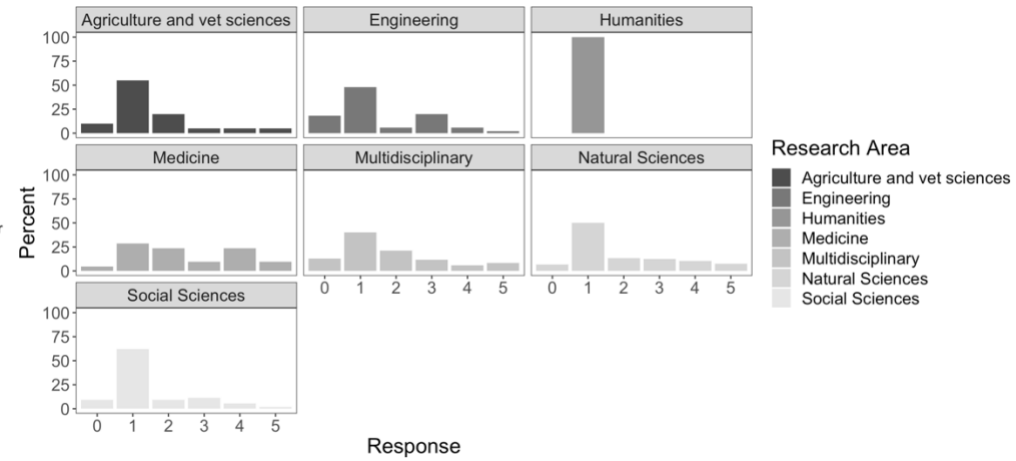 Agriculture and vet sciences
Engineering
Humanities
100
75
50
25
0
Medicine
Multidisciplinary
Natural Sciences
100
75
50
25
0
0 1 2 3 4 5
0 1 2 3 4 5
Social Sciences
100
75
50
25
0
0 1 2 3 4 5
Percent
Response
Research Area
Agriculture and vet sciences
Engineering
Humanities
Medicine
Multidisciplinary
Natural Sciences
Social Sciences